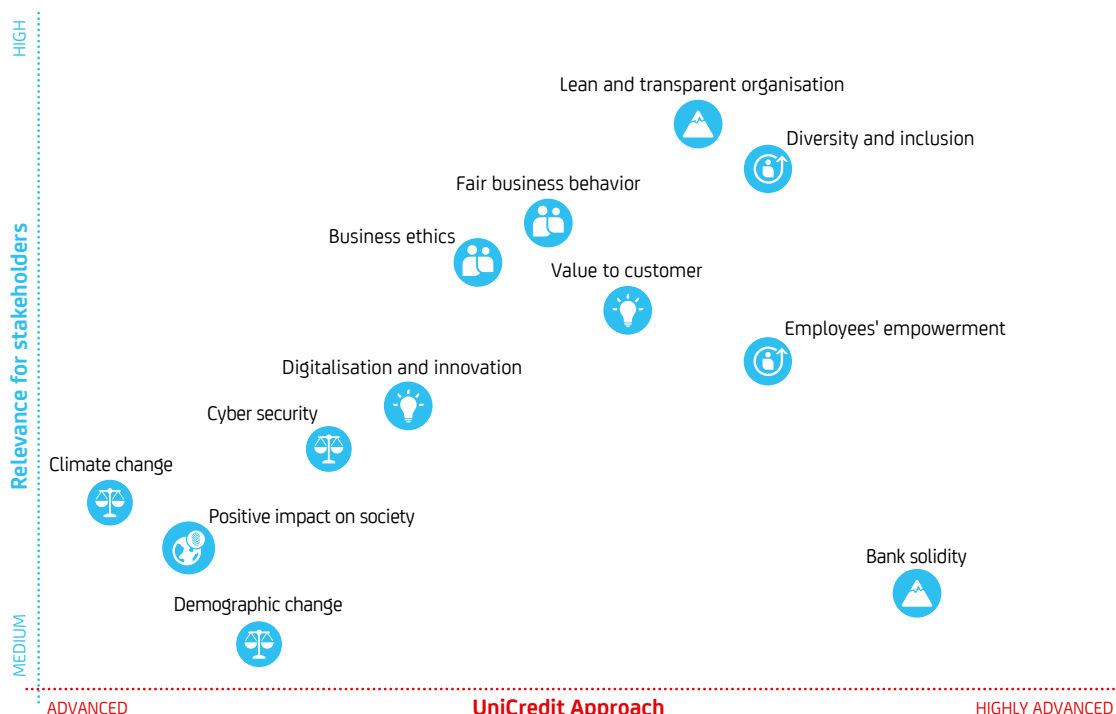 HIGH
Lean and transparent organisation
Diversity and inclusion
Fair business behavior
Business ethics
Value to customer
Employees' empowerment
Digitalisation and innovation
Cyber security
Climate change
Positive impact on society
Bank solidity
Demographic change
Relevance for stakeholders
MEDIUM
ADVANCED
UniCredit Approach
HIGHLY ADVANCED